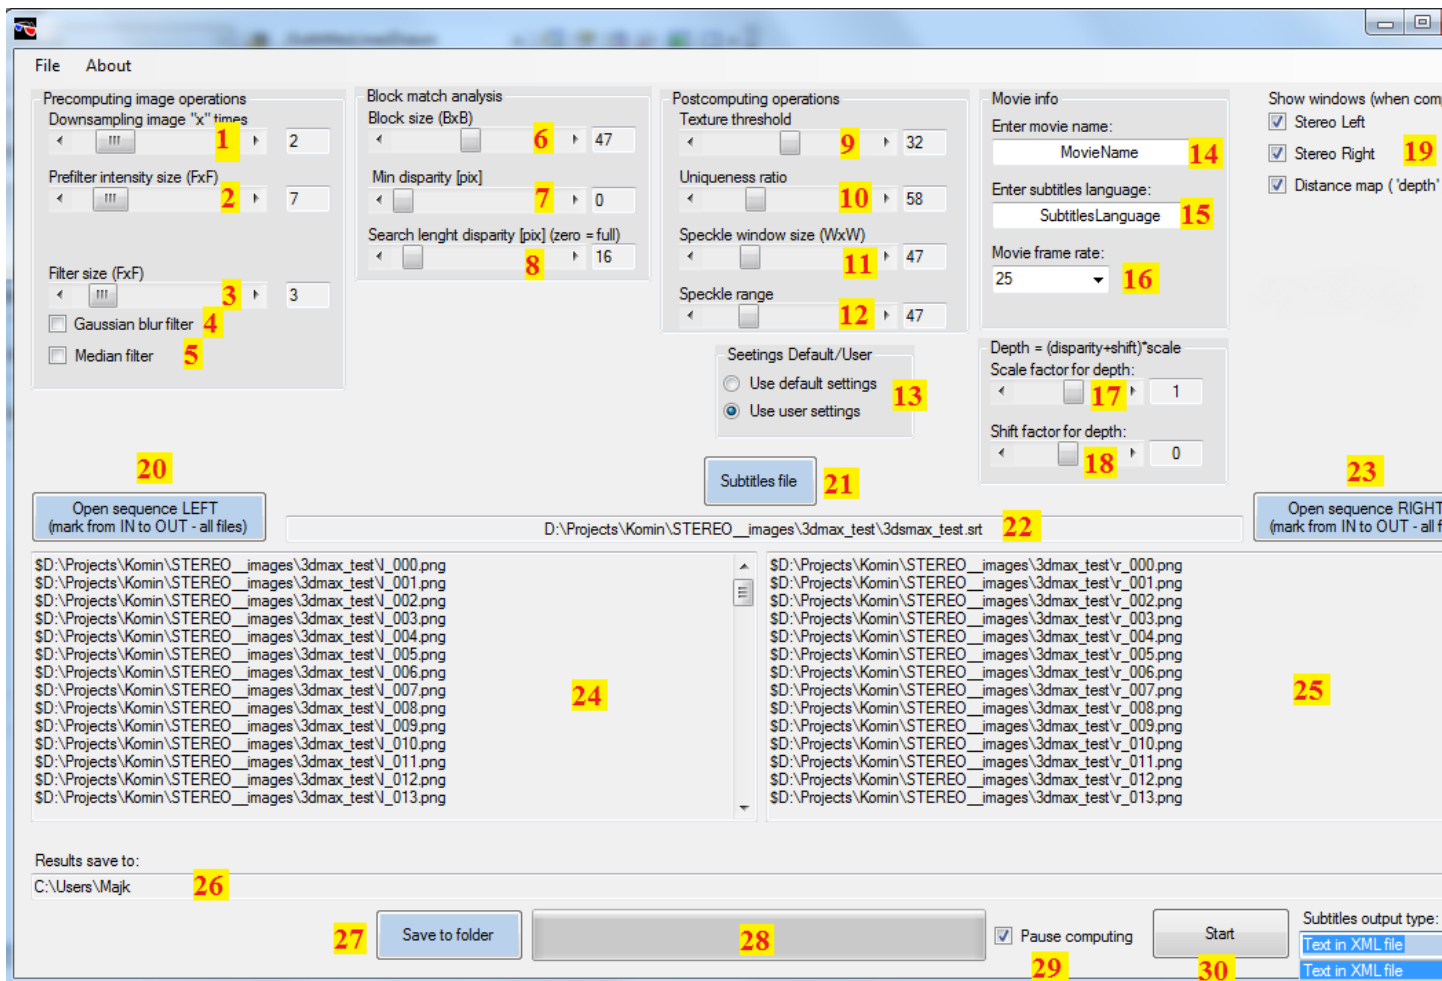 File About
Precomputing image operations
Downsampling image "x" times
1 2
Prefilter intensity size (FxF)
2 7
Filter size (FxF)
3 3
Gaussian blur filter 4
Median filter 5
Block match analysis
Block size (BxB)
6 47
Min disparity [pix]
7 0
Search lenght disparity [pix] (zero = full)
8 16
Postcomputing operations
Texture threshold
9 32
Uniqueness ratio
10 58
Speckle window size (WxW)
11 47
Speckle range
12 47
Seetings Default/User
Use default settings
Use user settings
13
Movie info
Enter movie name:
MovieName 14
Enter subtitles language:
SubtitlesLanguage 15
Movie frame rate:
25 16
Depth = (disparity+shift)*scale
Scale factor for depth:
17 1
Shift factor for depth:
18 0
Show windows (when com
Stereo Left
Stereo Right 19
Distance map ( "depth"
20
Open sequence LEFT
(mark from IN to OUT - all files)
Subtitles file 21
23
Open sequence RIGHT
(mark from IN to OUT - all f
D:\Projects\Komin\STEREO__images\3dmax_test\3dsmax_test.srt 22
$D:\Projects\Komin\STEREO__images\3dmax_test\l_000.png
$D:\Projects\Komin\STEREO__images\3dmax_test\l_001.png
$D:\Projects\Komin\STEREO__images\3dmax_test\l_002.png
$D:\Projects\Komin\STEREO__images\3dmax_test\l_003.png
$D:\Projects\Komin\STEREO__images\3dmax_test\l_004.png
$D:\Projects\Komin\STEREO__images\3dmax_test\l_005.png
$D:\Projects\Komin\STEREO__images\3dmax_test\l_006.png
$D:\Projects\Komin\STEREO__images\3dmax_test\l_007.png
$D:\Projects\Komin\STEREO__images\3dmax_test\l_008.png
$D:\Projects\Komin\STEREO__images\3dmax_test\l_009.png
$D:\Projects\Komin\STEREO__images\3dmax_test\l_010.png
$D:\Projects\Komin\STEREO__images\3dmax_test\l_011.png
$D:\Projects\Komin\STEREO__images\3dmax_test\l_012.png
$D:\Projects\Komin\STEREO__images\3dmax_test\l_013.png
24
$D:\Projects\Komin\STEREO__images\3dmax_test\r_000.png
$D:\Projects\Komin\STEREO__images\3dmax_test\r_001.png
$D:\Projects\Komin\STEREO__images\3dmax_test\r_002.png
$D:\Projects\Komin\STEREO__images\3dmax_test\r_003.png
$D:\Projects\Komin\STEREO__images\3dmax_test\r_004.png
$D:\Projects\Komin\STEREO__images\3dmax_test\r_005.png
$D:\Projects\Komin\STEREO__images\3dmax_test\r_006.png
$D:\Projects\Komin\STEREO__images\3dmax_test\r_007.png
$D:\Projects\Komin\STEREO__images\3dmax_test\r_008.png
$D:\Projects\Komin\STEREO__images\3dmax_test\r_009.png
$D:\Projects\Komin\STEREO__images\3dmax_test\r_010.png
$D:\Projects\Komin\STEREO__images\3dmax_test\r_011.png
$D:\Projects\Komin\STEREO__images\3dmax_test\r_012.png
$D:\Projects\Komin\STEREO__images\3dmax_test\r_013.png
25
Results save to:
C:\Users\Majk 26
27 Save to folder
28
Pause computing
29
Start
30
Subtitles output type:
Text in XML file
Text in XML file